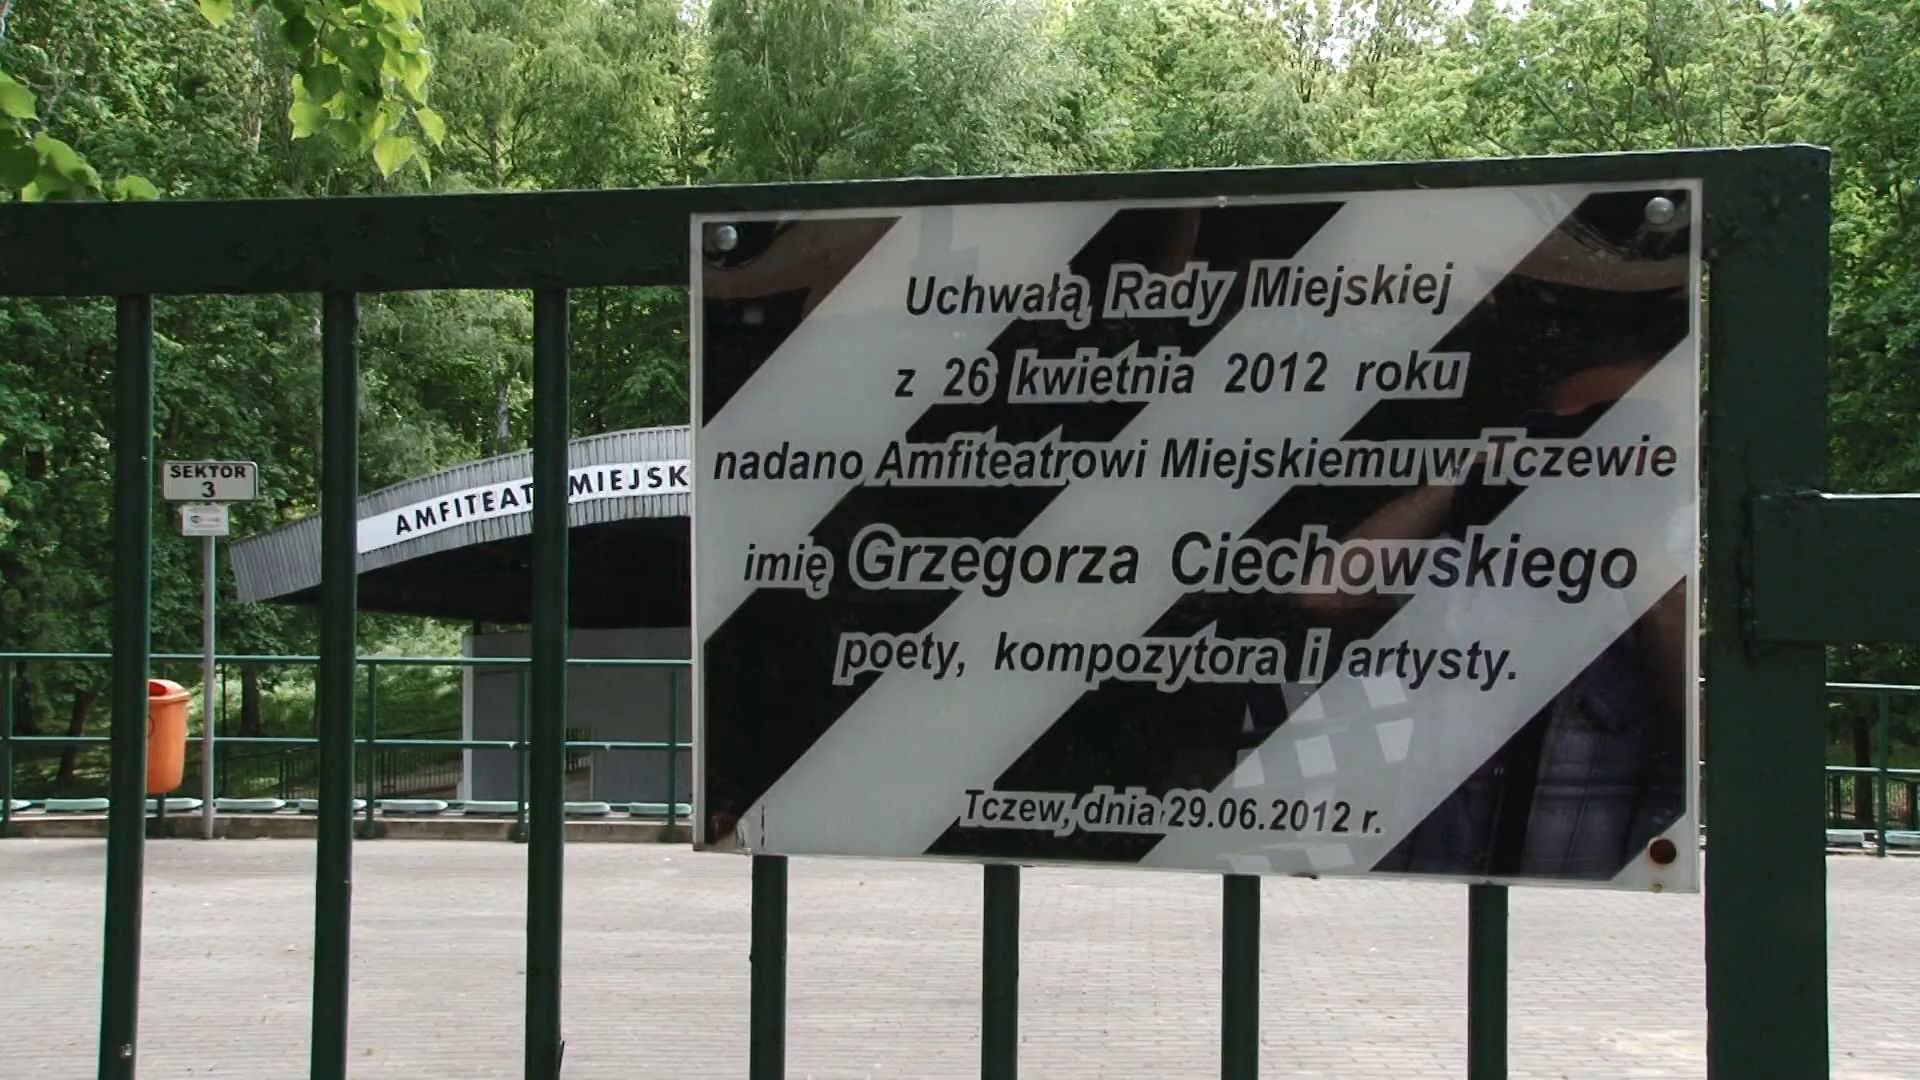 Uchwałą Rady Miejskiej
z 26 kwietnia 2012 roku
nadano Amfiteatrowi Miejskiemu w Tczewie
imię Grzegorza Ciechowskiego
poety, kompozytora i artysty.
Tczew, dnia 29.06.2012 r.
SEKTOR
3
AMFITEAT MIEJSK